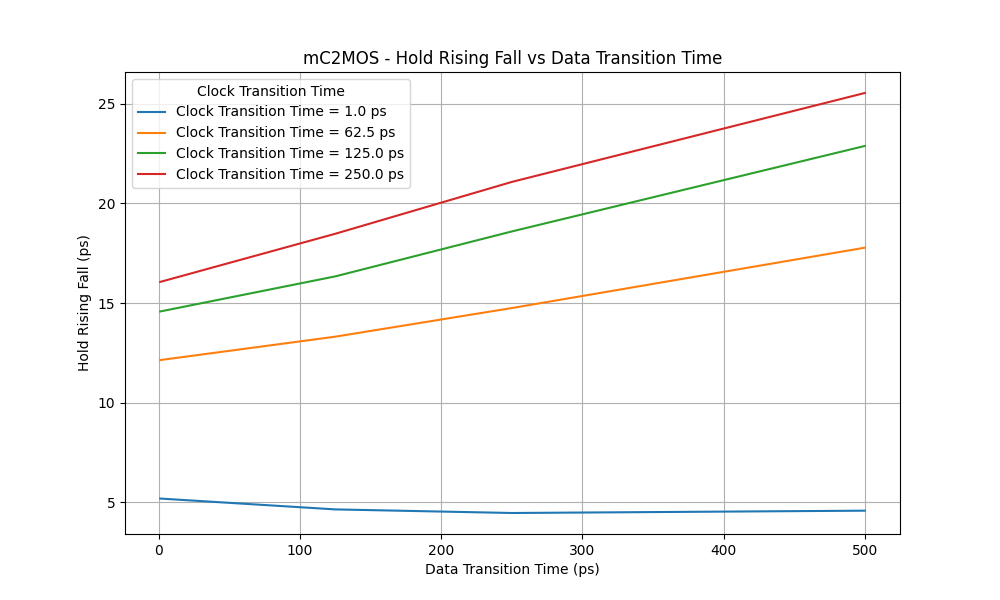 mC2MOS - Hold Rising Fall vs Data Transition Time
Clock Transition Time
Clock Transition Time = 1.0 ps
Clock Transition Time = 62.5 ps
Clock Transition Time = 125.0 ps
Clock Transition Time = 250.0 ps
Hold Rising Fall (ps)
25
20
15
10
5
0 100 200 300 400 500
Data Transition Time (ps)